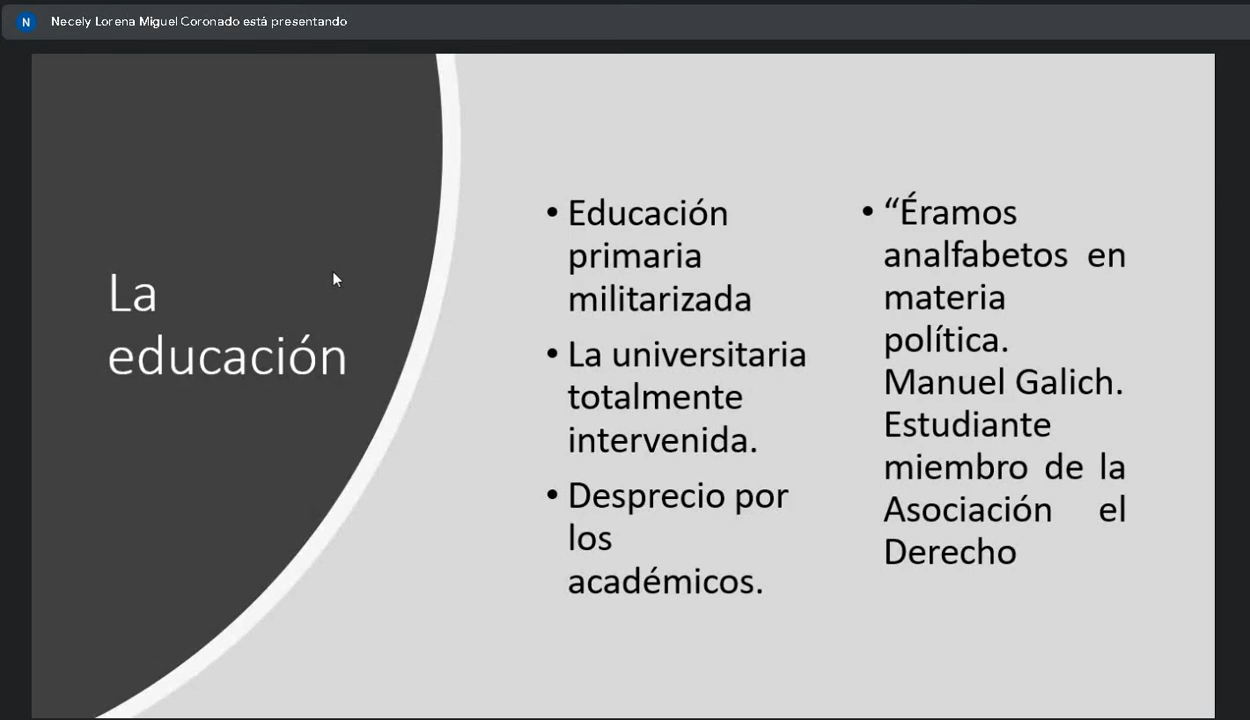 N
Necely Lorena Miguel Coronado está presentando
La
educación
• Educación
primaria
militarizada
• La universitaria
totalmente
intervenida.
• Desprecio por
los
académicos.
• “Éramos
analfabetos en
materia
política.
Manuel Galich.
Estudiante
miembro de la
Asociación el
Derecho